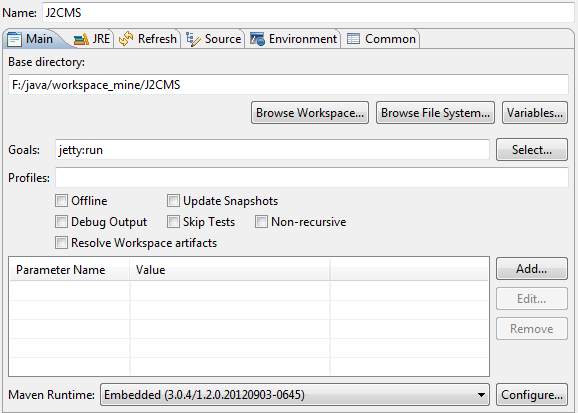 Name: J2CMS
Main JRE Refresh Source Environment Common
Base directory:
F:/java/workspace_mine/J2CMS
Browse Workspace... Browse File System... Variables...
Goals: jetty:run Select...
Profiles:
Offline Update Snapshots
Debug Output Skip Tests Non-recursive
Resolve Workspace artifacts
Parameter Name Value Add...
Edit...
Remove
Maven Runtime: Embedded (3.0.4/1.2.0.20120903-0645) Configure...